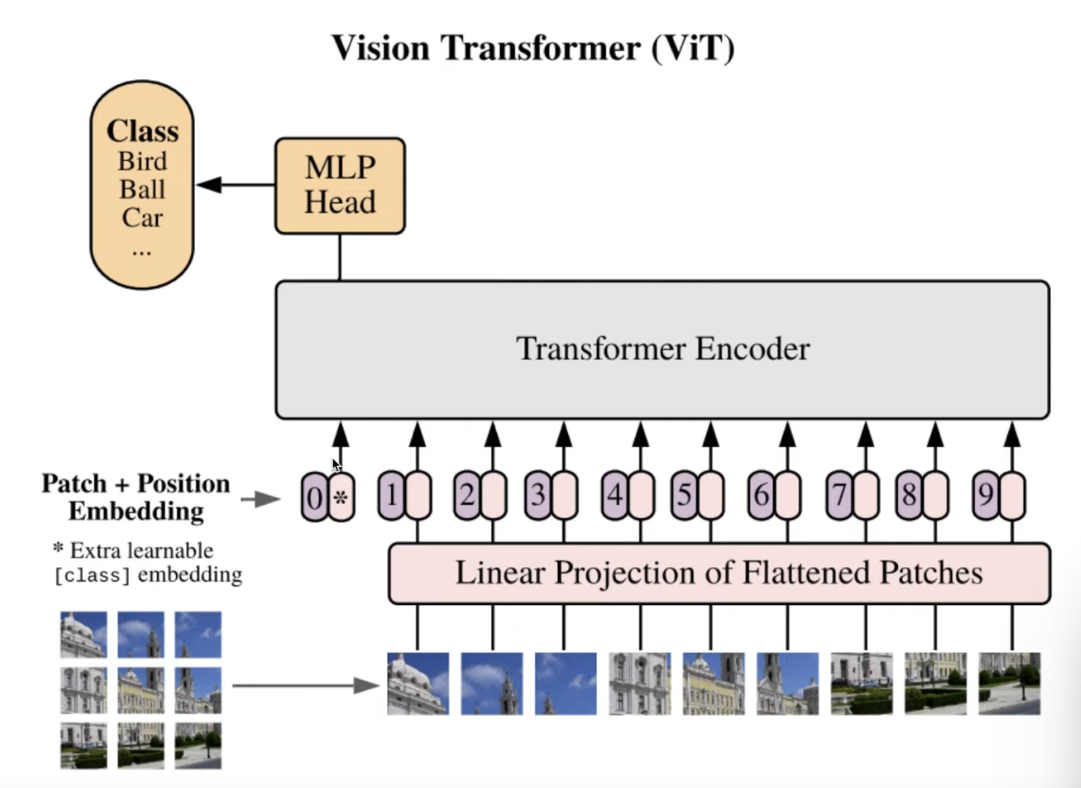 Vision Transformer (ViT)
Class
Bird
Ball
Car
...
MLP
Head
Transformer Encoder
Patch + Position
Embedding
0 * 1 2 3 4 5 6 7 8 9
* Extra learnable
[class] embedding
Linear Projection of Flattened Patches